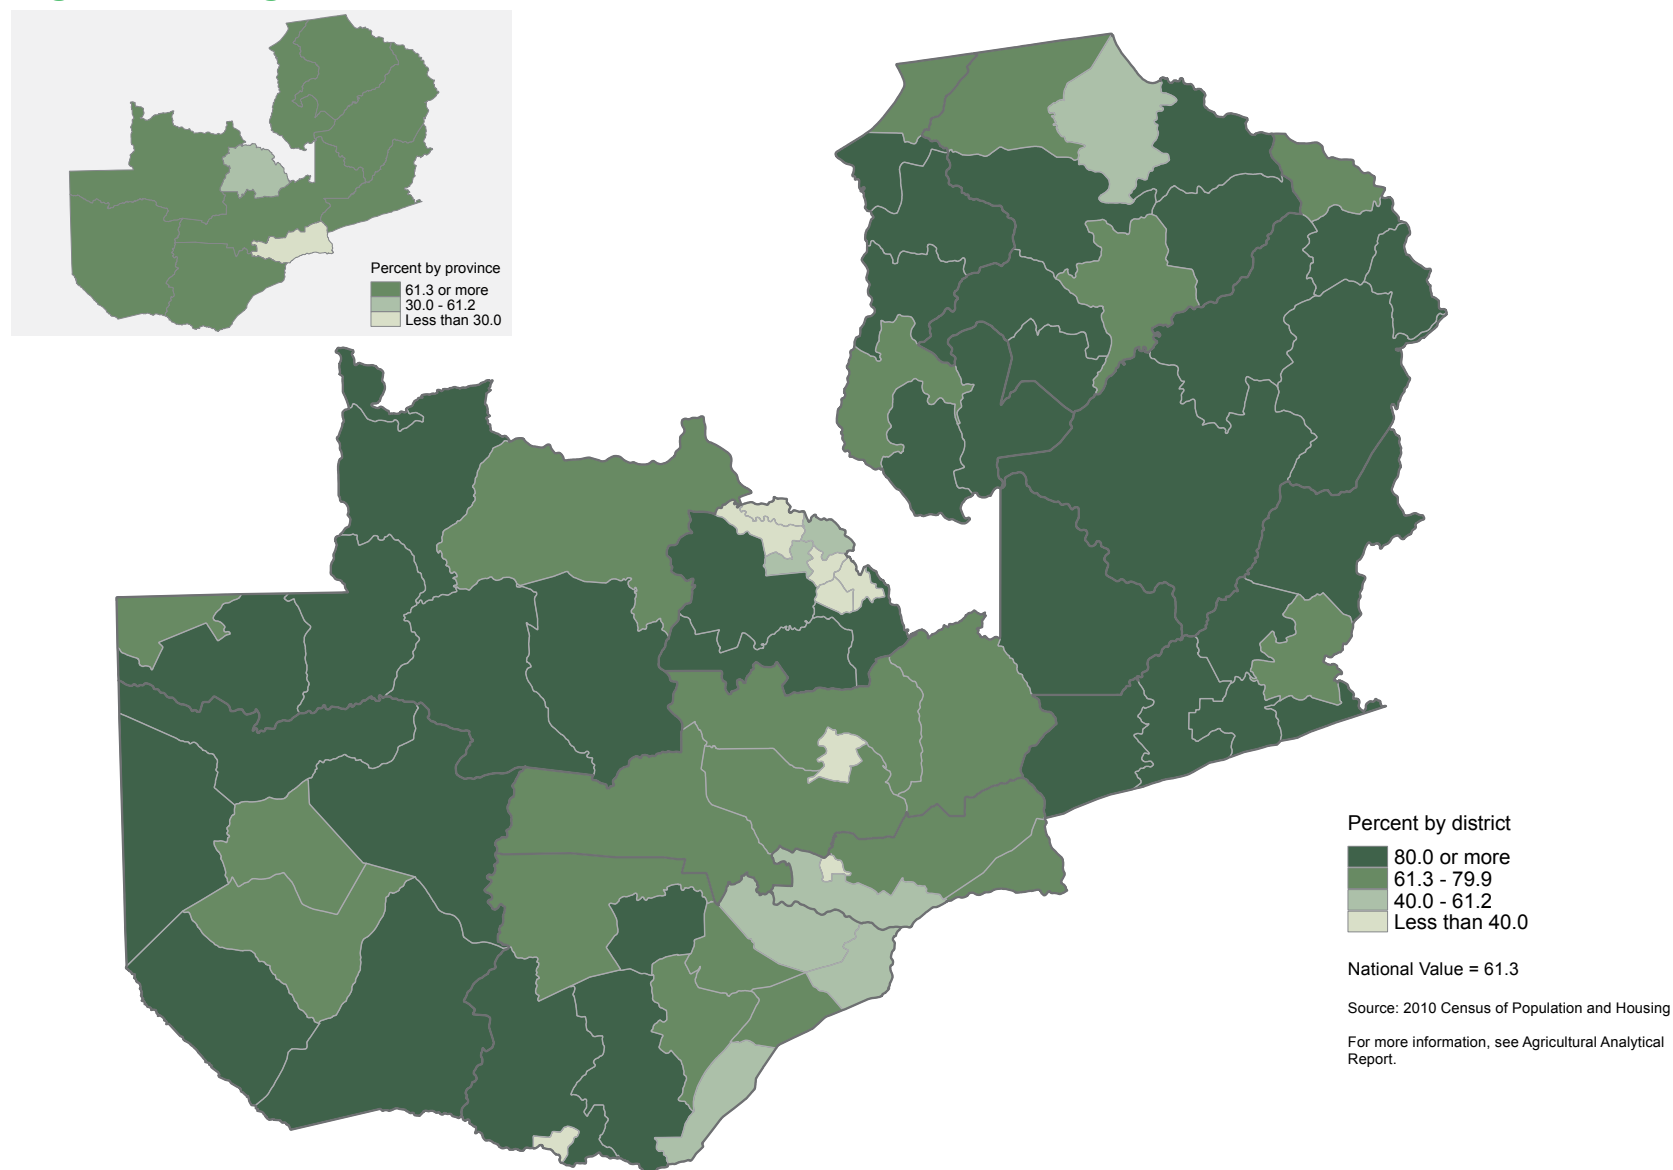 Percent by province
61.3 or more
30.0 - 61.2
Less than 30.0
Percent by district
80.0 or more
61.3 - 79.9
40.0 - 61.2
Less than 40.0
National Value = 61.3
Source: 2010 Census of Population and Housing
For more information, see Agricultural Analytical
Report.